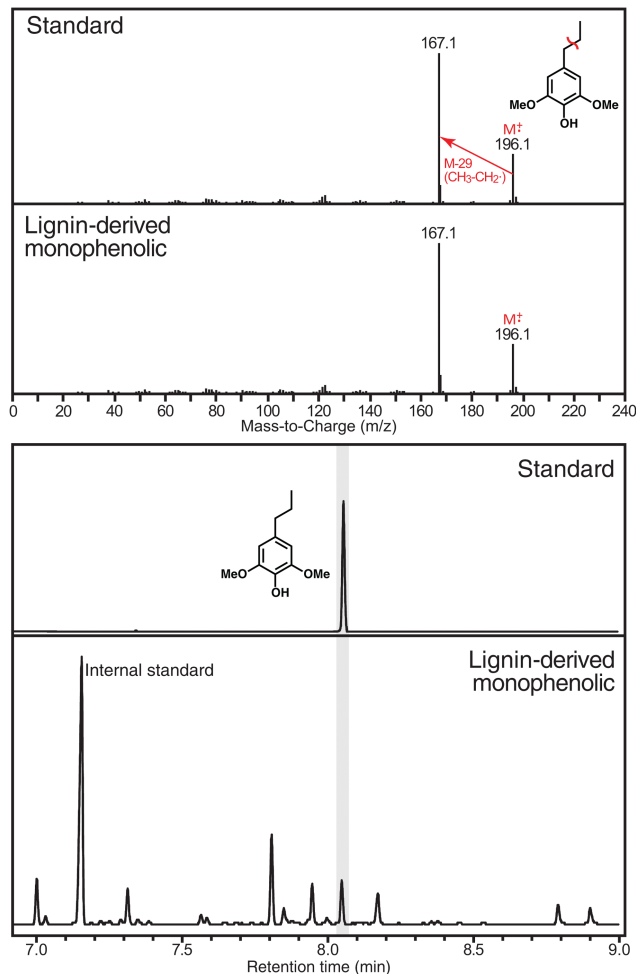 Standard
167.1
MeO
OMe
OH
M‡
196.1
M-29
(CH₃-CH₂·)
Lignin-derived
monophenolic
167.1
M‡
196.1
0 20 40 60 80 100 120 140 160 180 200 220 240
Mass-to-Charge (m/z)
Standard
MeO
OMe
OH
Lignin-derived
monophenolic
Internal standard
7.0 7.5 8.0 8.5 9.0
Retention time (min)